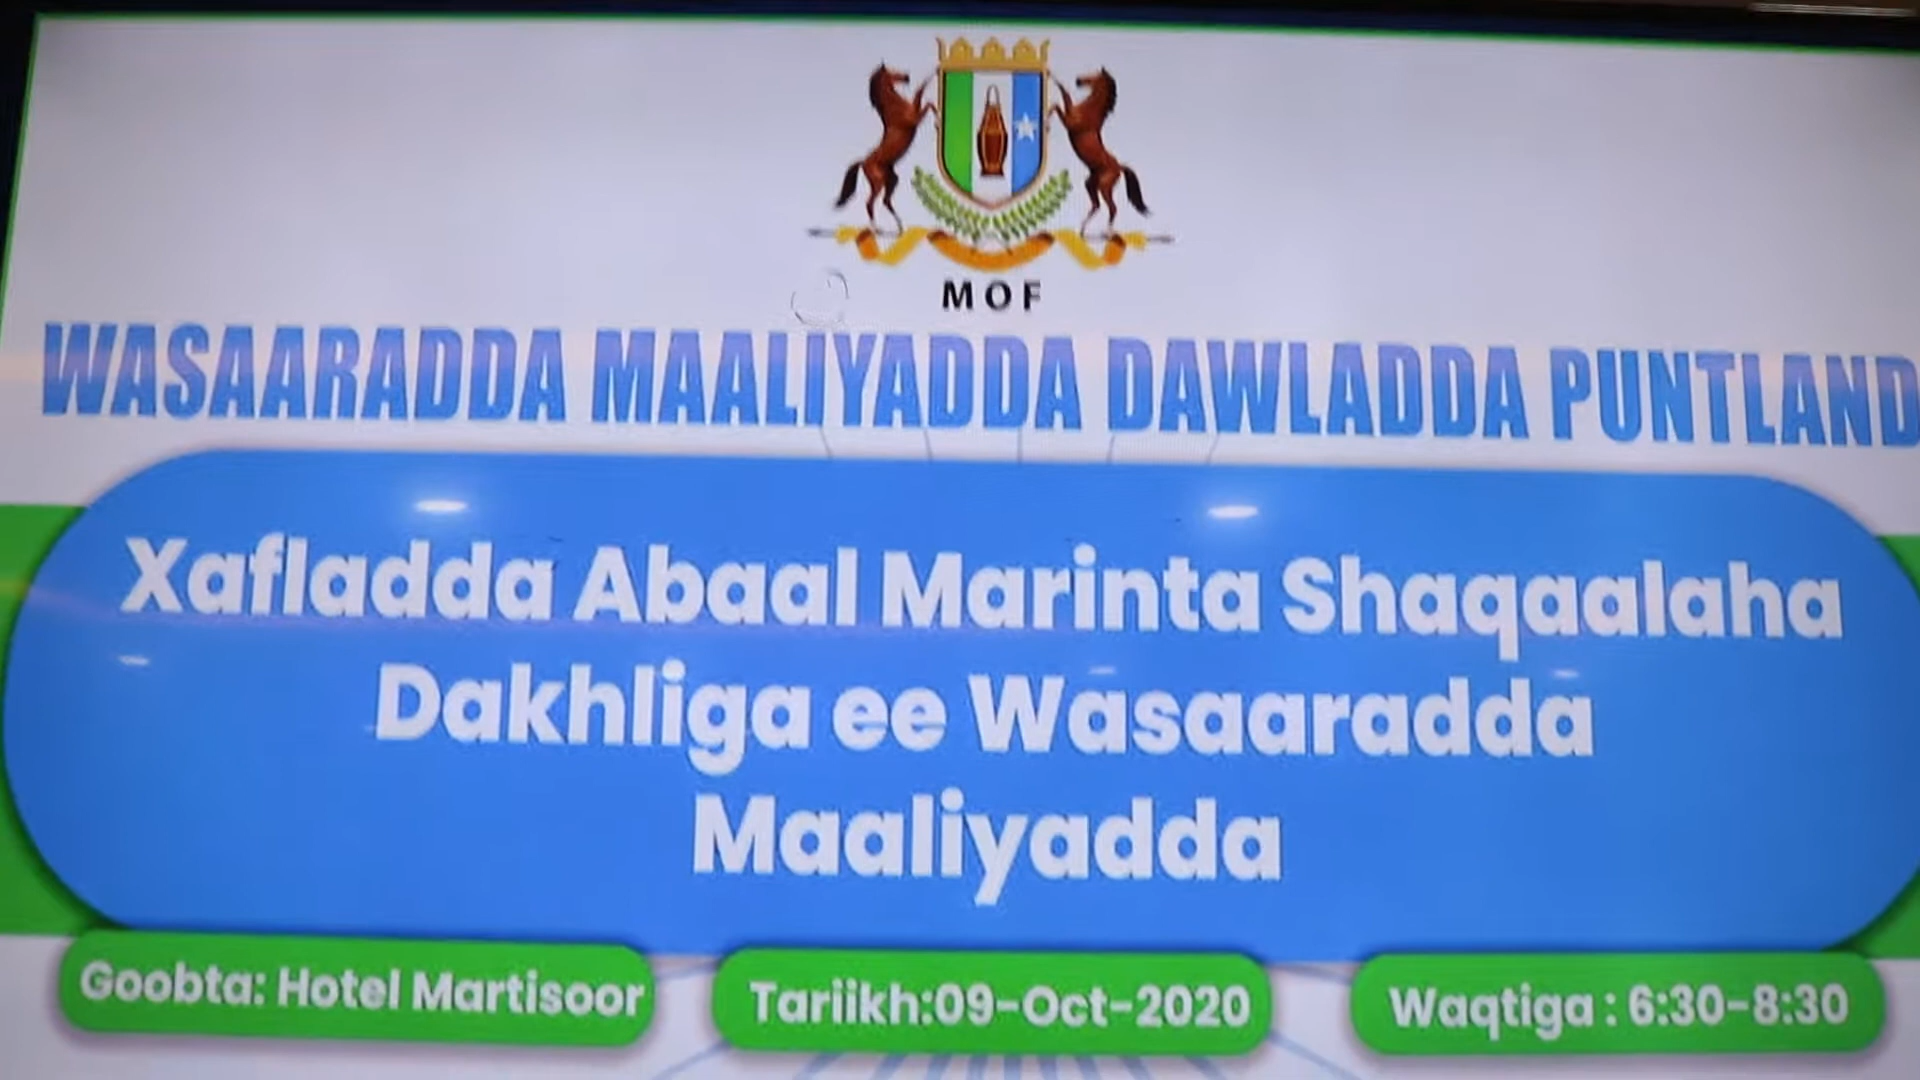 MOF
WASAARADDA MAALIYADDA DAWLADDA PUNTLAND
Xafladda Abaal Marinta Shaqaalaha
Dakhliga ee Wasaaradda
Maaliyadda
Goobta: Hotel Martisoor
Tariikh:09-Oct-2020
Waqtiga : 6:30-8:30